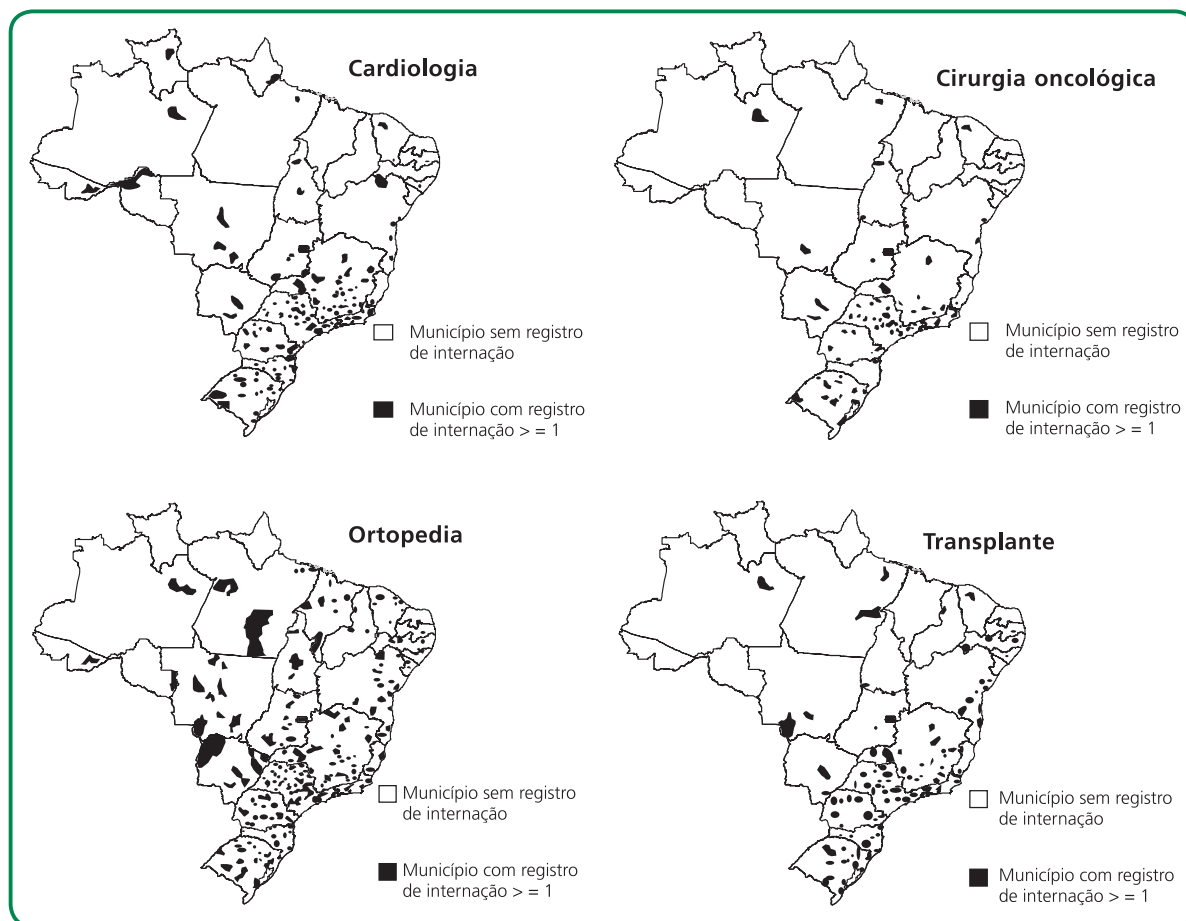 Cardiologia
Município sem registro
de internação
Município com registro
de internação > = 1
Cirurgia oncológica
Município sem registro
de internação
Município com registro
de internação > = 1
Ortopedia
Município sem registro
de internação
Município com registro
de internação > = 1
Transplante
Município sem registro
de internação
Município com registro
de internação > = 1